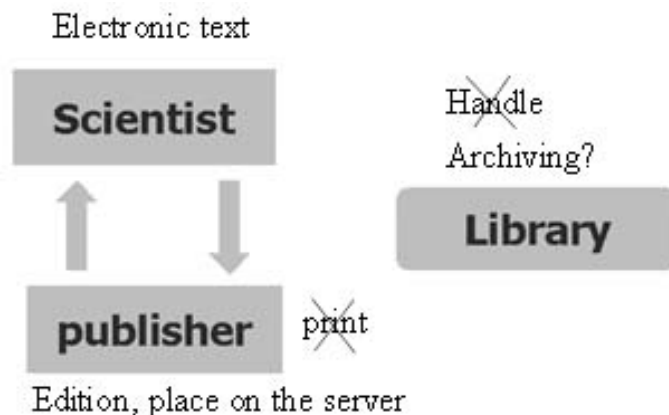 Electronic text
Scientist
Handle
Archiving?
Library
publisher
print
Edition, place on the server